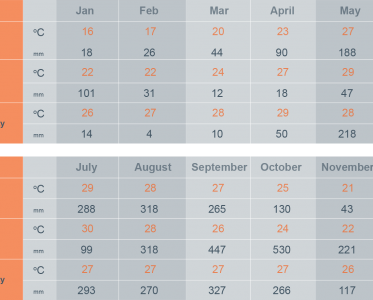 Jan Feb Mar April May
°C 16 17 20 23 27
mm 18 26 44 90 188
°C 22 22 24 27 29
mm 101 31 12 18 47
°C 26 27 28 29 28
y
mm 14 4 10 50 218
July August September October November
°C 29 28 27 25 21
mm 288 318 265 130 43
°C 30 28 26 24 22
mm 99 318 447 530 221
°C 27 27 27 27 26
y
mm 293 270 327 266 117